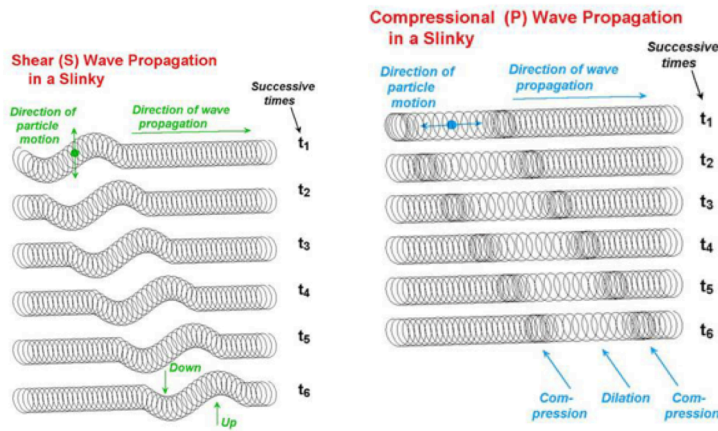 Shear (S) Wave Propagation
in a Slinky
Successive
times
Direction of
particle
motion
Direction of wave
propagation
t1
t2
t3
t4
t5
Down
t6
Up
Compressional (P) Wave Propagation
in a Slinky
Successive
times
Direction of
particle
motion
Direction of wave
propagation
t1
t2
t3
t4
t5
t6
Com-
pression
Dilation
Com-
pression